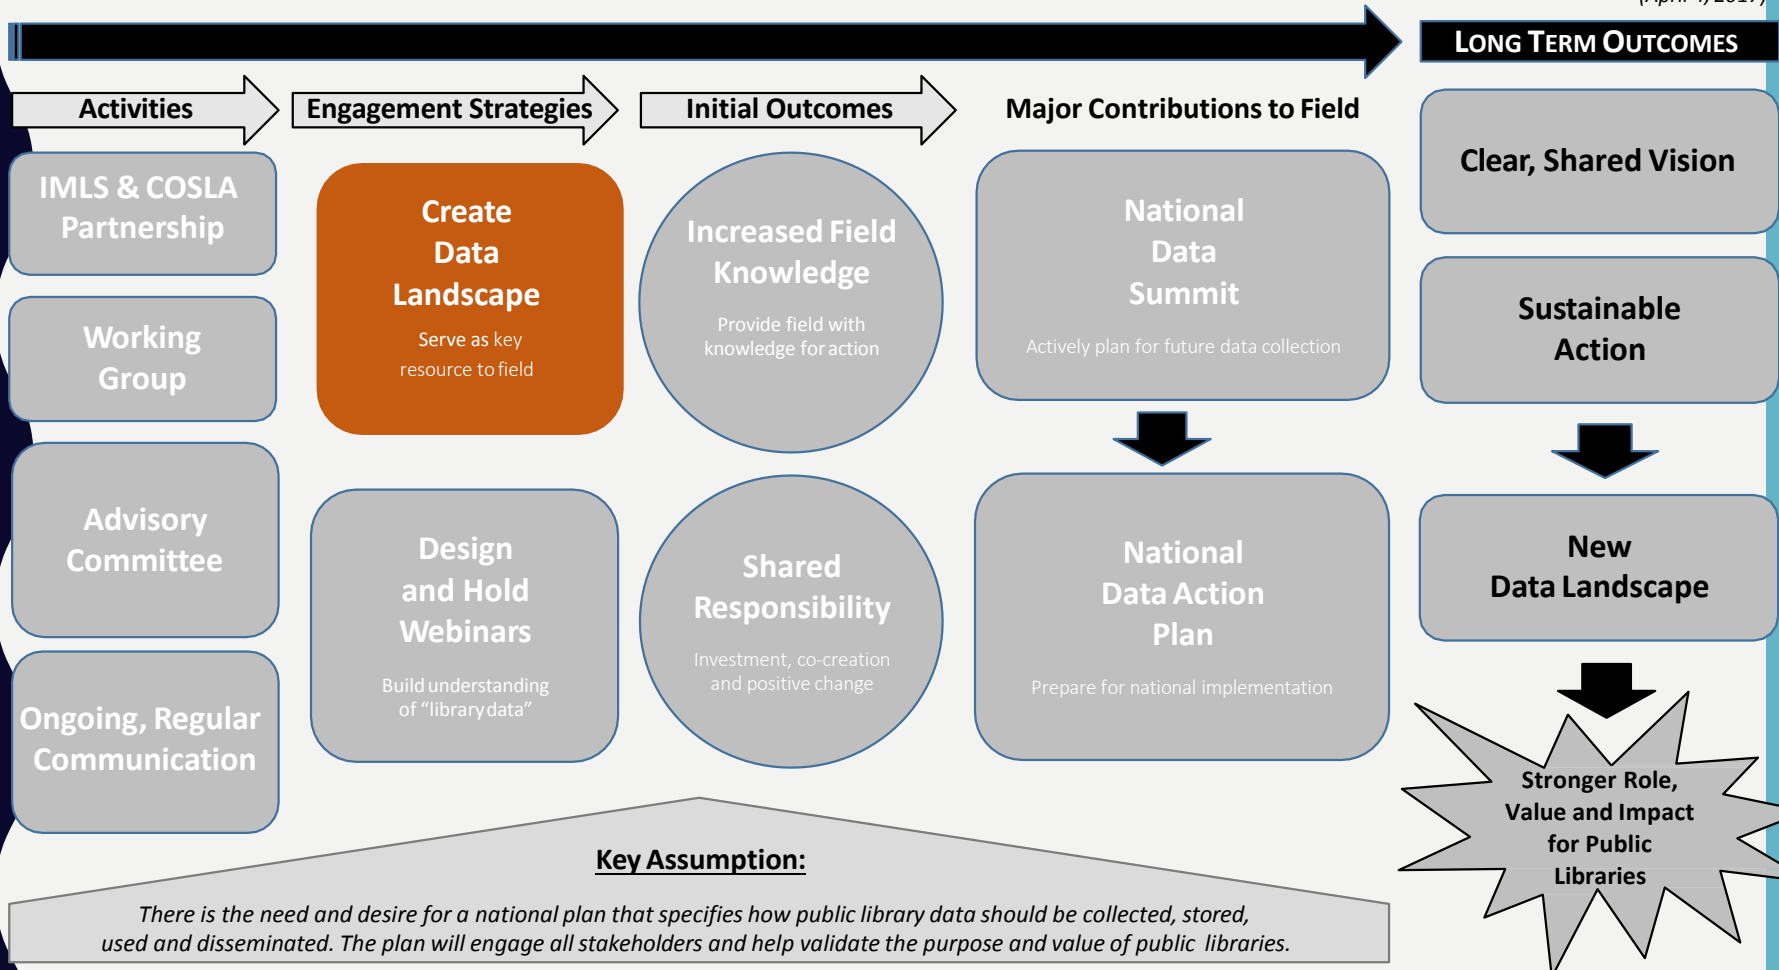 (April 4, 2017)
LONG TERM OUTCOMES
Activities
Engagement Strategies
Initial Outcomes
Major Contributions to Field
IMLS & COSLA
Partnership
Working
Group
Advisory
Committee
Ongoing, Regular
Communication
Create
Data
Landscape
Serve as key
resource to field
Design
and Hold
Webinars
Build understanding
of “library data”
Increased Field
Knowledge
Provide field with
knowledge for action
Shared
Responsibility
Investment, co-creation
and positive change
National
Data
Summit
Actively plan for future data collection
National
Data Action
Plan
Prepare for national implementation
Clear, Shared Vision
Sustainable
Action
New
Data Landscape
Stronger Role,
Value and Impact
for Public
Libraries
Key Assumption:
There is the need and desire for a national plan that specifies how public library data should be collected, stored,
used and disseminated. The plan will engage all stakeholders and help validate the purpose and value of public libraries.